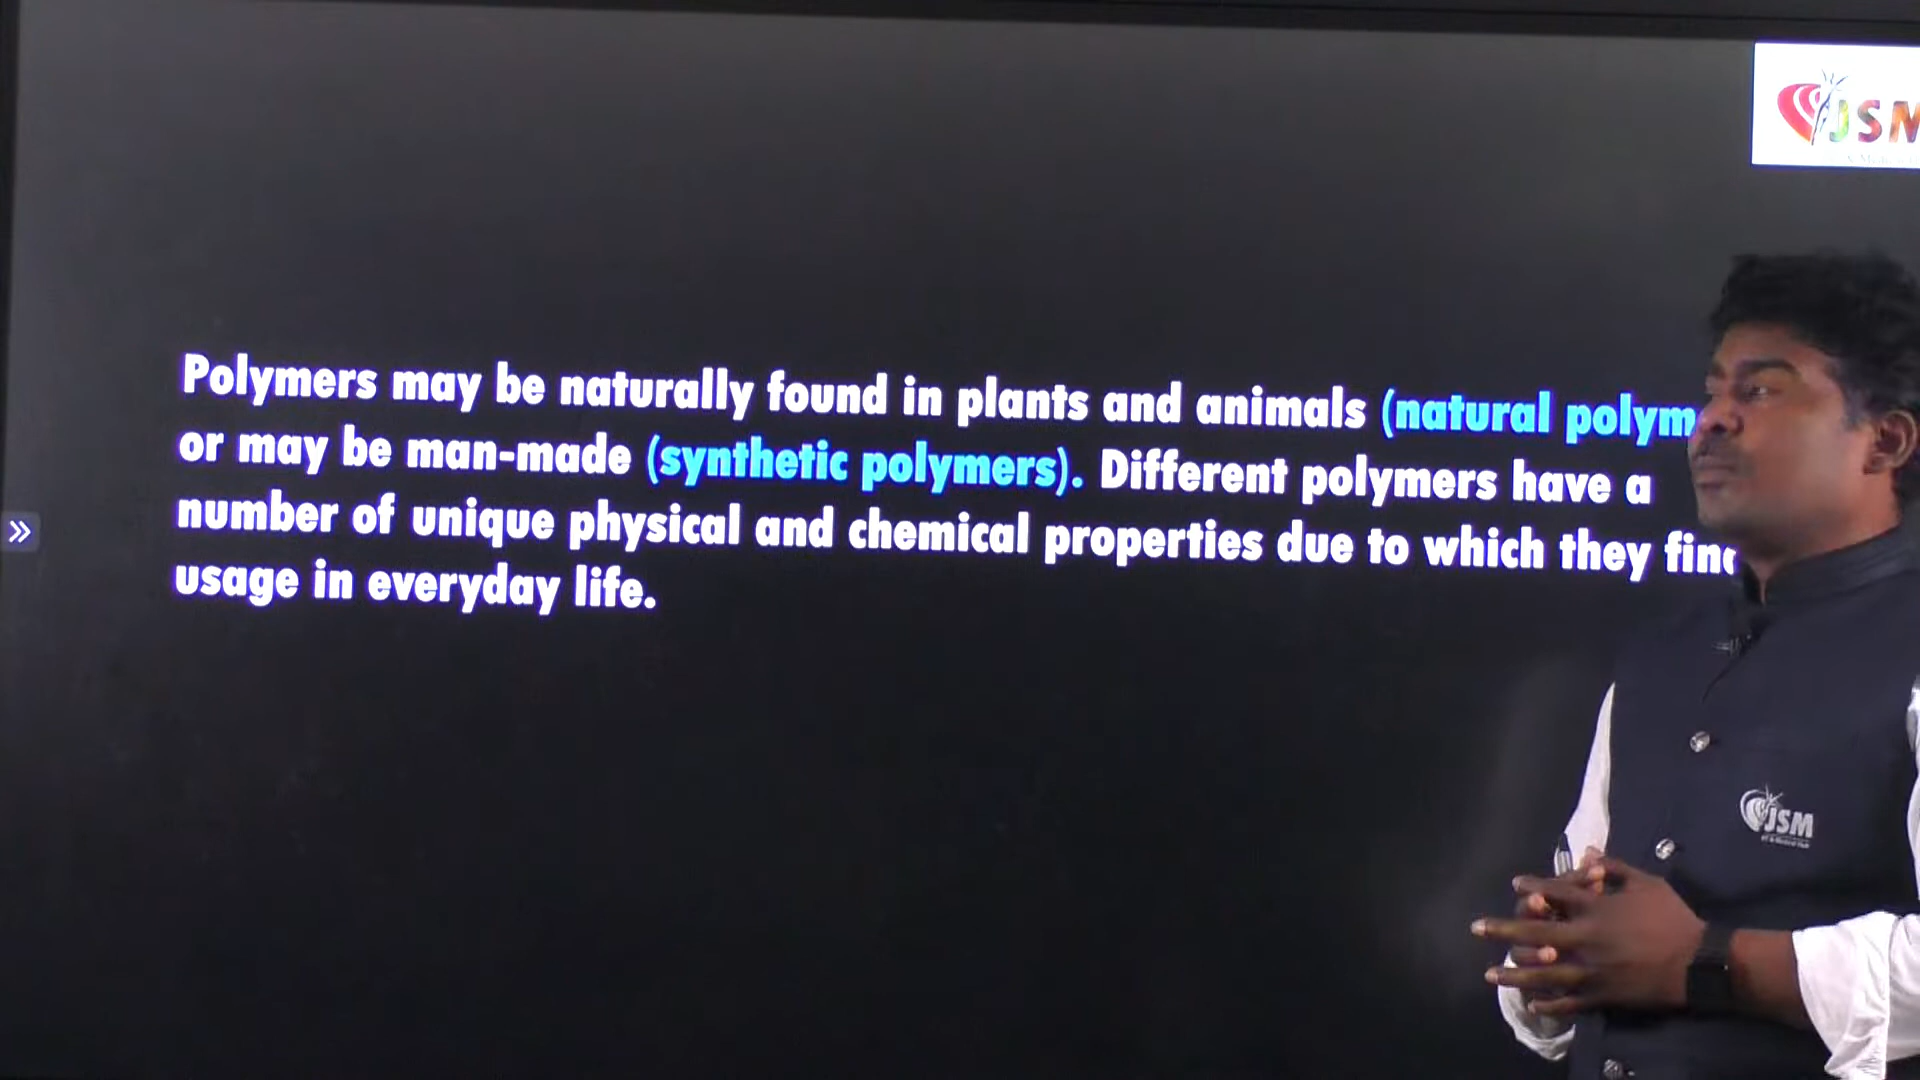 JSM
Polymers may be naturally found in plants and animals (natural polym
or may be man-made (synthetic polymers). Different polymers have a
number of unique physical and chemical properties due to which they find
usage in everyday life.
JSM